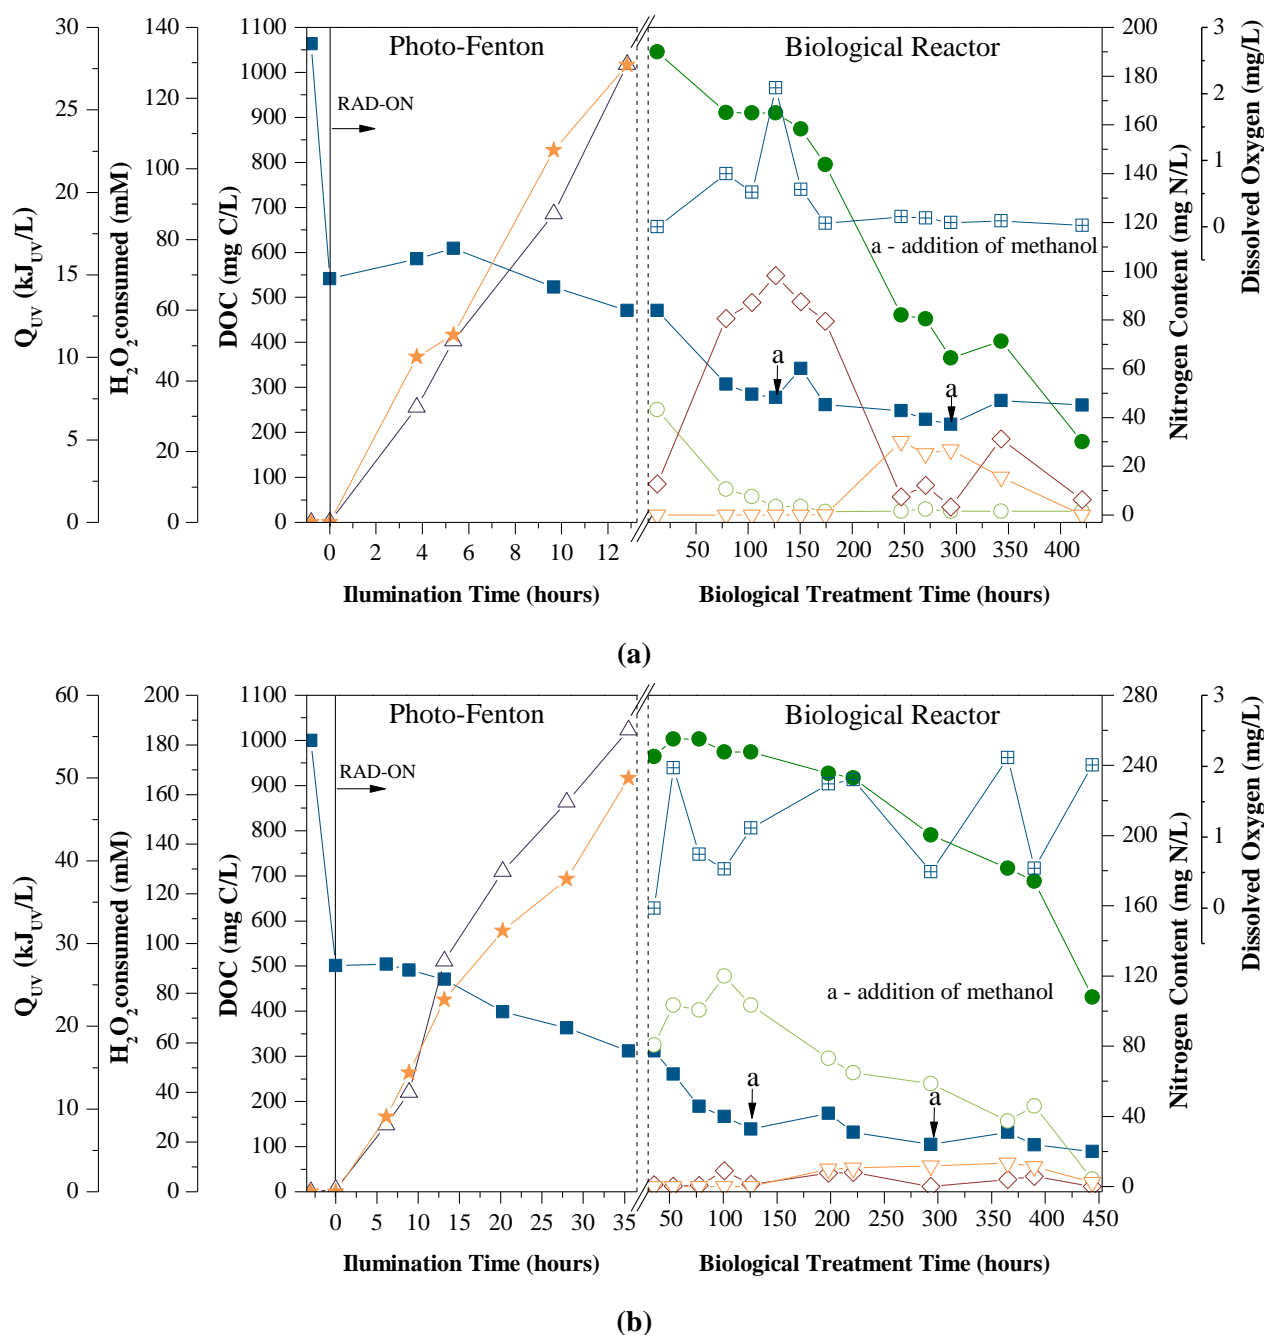 Photo-Fenton
Biological Reactor
RAD-ON
a - addition of methanol
a
a
Q_UV (kJ_UV/L)
30
25
20
15
10
5
0
H_2O_2 consumed (mM)
140
120
100
80
60
40
20
0
DOC (mg C/L)
1100
1000
900
800
700
600
500
400
300
200
100
0
Nitrogen Content (mg N/L)
200
180
160
140
120
100
80
60
40
20
0
Dissolved Oxygen (mg/L)
3
2
1
0
0 2 4 6 8 10 12
50 100 150 200 250 300 350 400
Ilumination Time (hours)
Biological Treatment Time (hours)
(a)
Photo-Fenton
Biological Reactor
RAD-ON
a - addition of methanol
a
a
Q_UV (kJ_UV/L)
60
50
40
30
20
10
0
H_2O_2 consumed (mM)
200
180
160
140
120
100
80
60
40
20
0
DOC (mg C/L)
1100
1000
900
800
700
600
500
400
300
200
100
0
Nitrogen Content (mg N/L)
280
240
200
160
120
80
40
0
Dissolved Oxygen (mg/L)
3
2
1
0
0 5 10 15 20 25 30 35
50 100 150 200 250 300 350 400 450
Ilumination Time (hours)
Biological Treatment Time (hours)
(b)